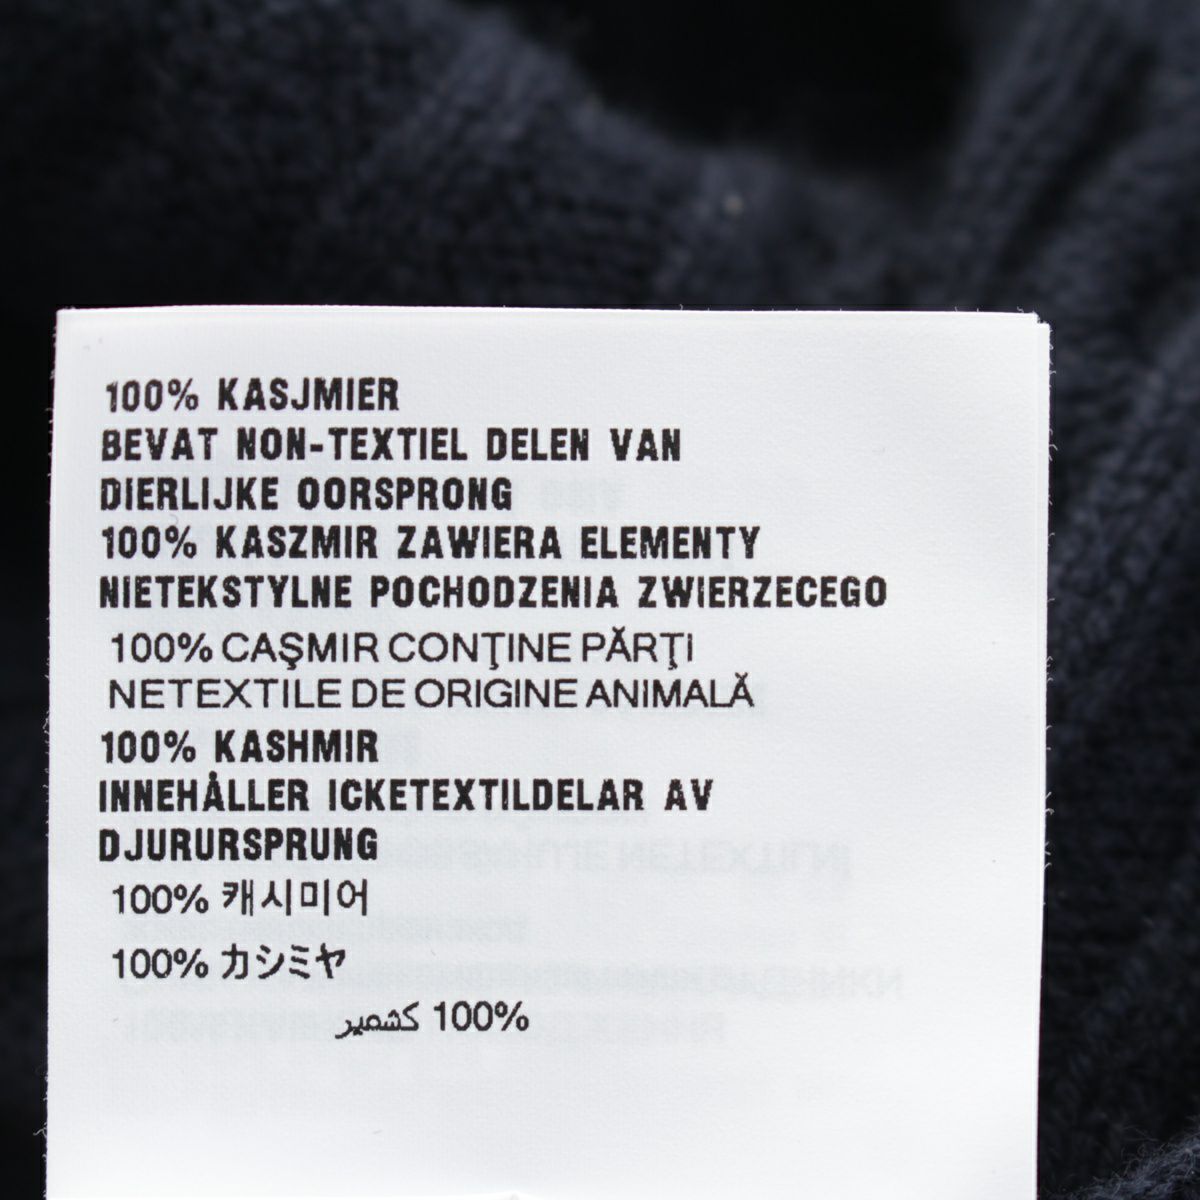 100% KASJMIER
BEVAT NON-TEXTIEL DELEN VAN
DIERLIJKE OORSPRONG
100% KASZMIR ZAWIERA ELEMENTY
NIETEKSTYLNE POCHODZENIA ZWIERZECEGO
100% CAŞMIR CONŢINE PĂRŢI
NETEXTILE DE ORIGINE ANIMALĂ
100% KASHMIR
INNEHÅLLER ICKETEXTILDELAR AV
DJURURSPRUNG
100% 캐시미어
100% カシミヤ
100% كشمير